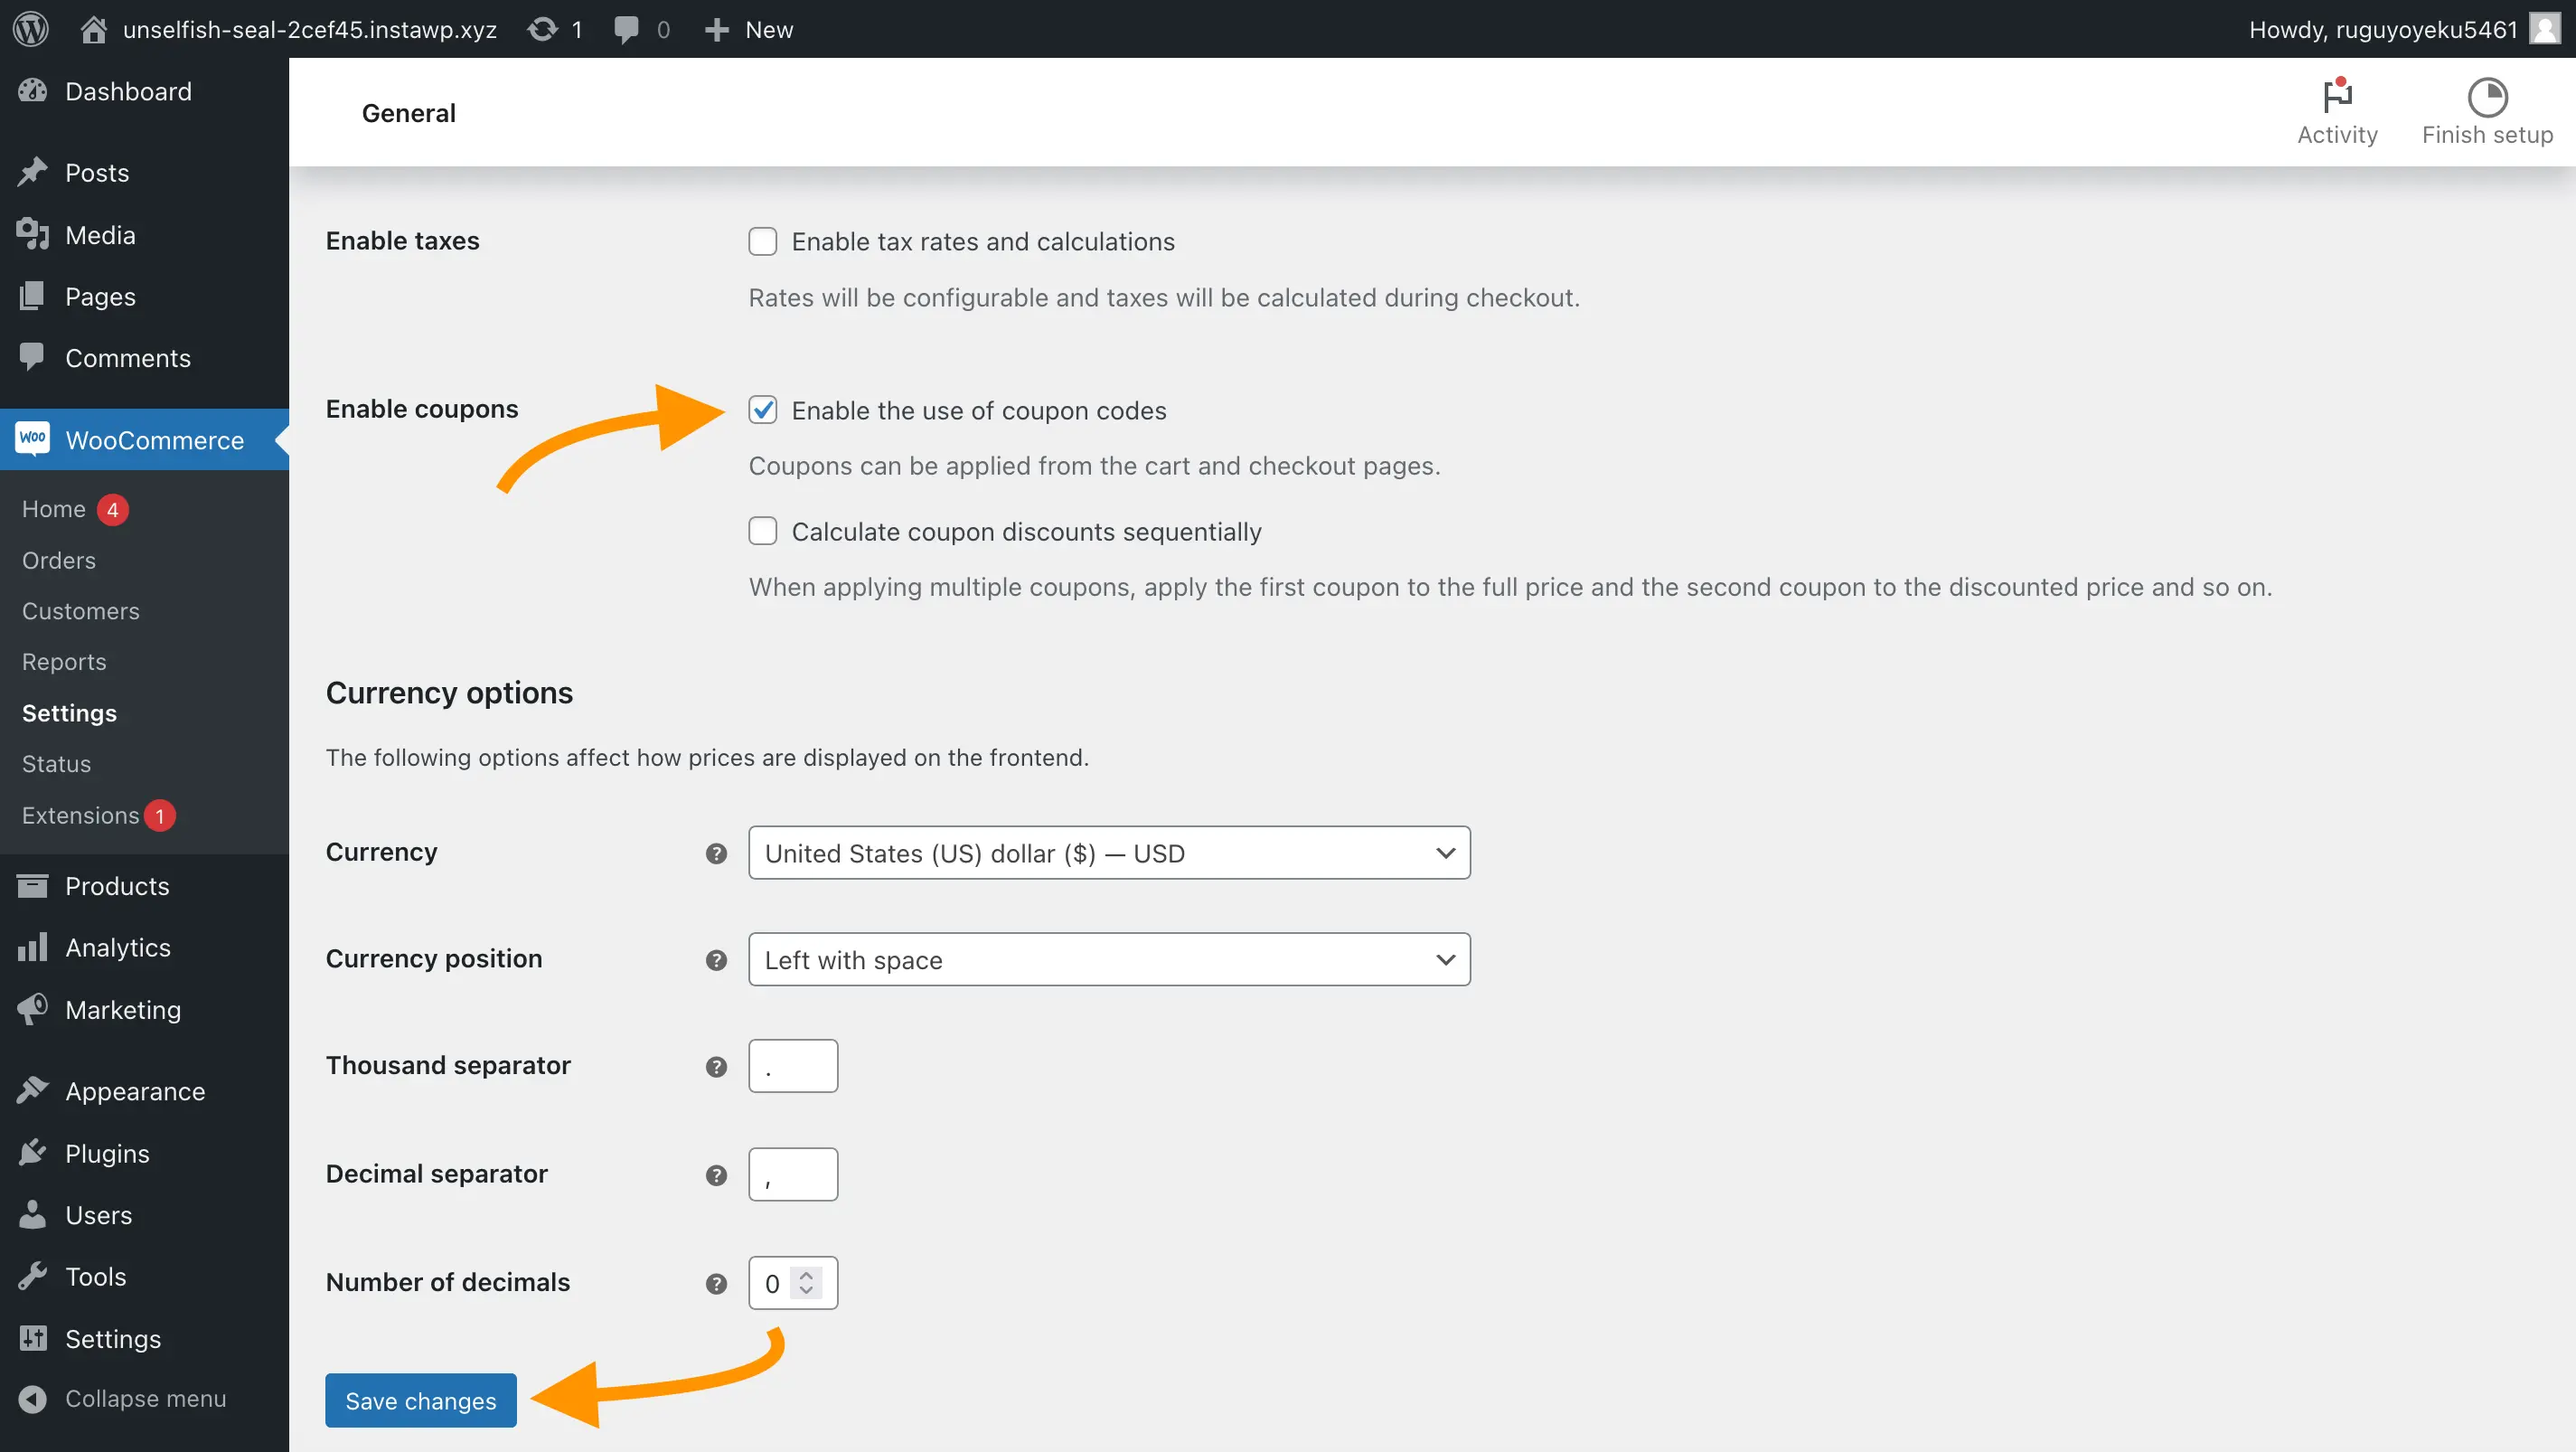 unselfish-seal-2cef45.instawp.xyz 1 0 New Howdy, ruguyoyeku5461
Dashboard
Posts
Media
Pages
Comments
Woo WooCommerce
Home 4
Orders
Customers
Reports
Settings
Status
Extensions 1
Products
Analytics
Marketing
Appearance
Plugins
Users
Tools
Settings
Collapse menu
General
Activity
Finish setup
Enable taxes
Enable tax rates and calculations
Rates will be configurable and taxes will be calculated during checkout.
Enable coupons
Enable the use of coupon codes
Coupons can be applied from the cart and checkout pages.
Calculate coupon discounts sequentially
When applying multiple coupons, apply the first coupon to the full price and the second coupon to the discounted price and so on.
Currency options
The following options affect how prices are displayed on the frontend.
Currency ? United States (US) dollar ($) — USD
Currency position ? Left with space
Thousand separator ? .
Decimal separator ? ,
Number of decimals ? 0
Save changes